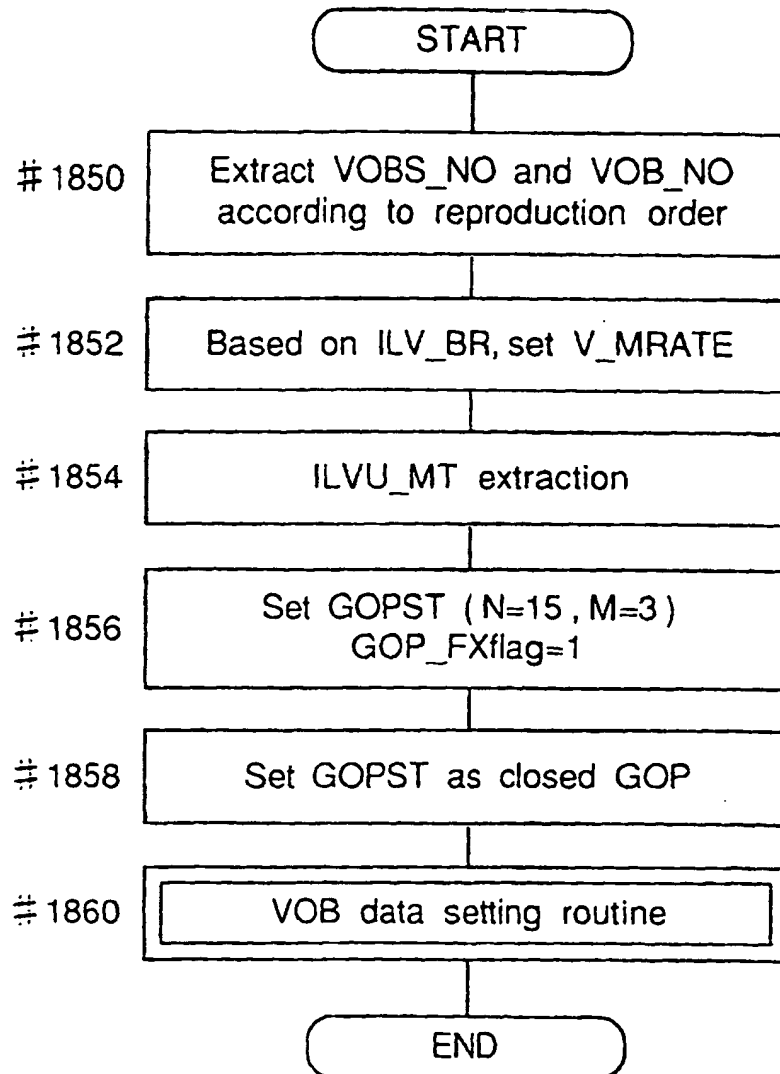 START
#1850
Extract VOBS_NO and VOB_NO
according to reproduction order
#1852
Based on ILV_BR, set V_MRATE
#1854
ILVU_MT extraction
#1856
Set GOPST (N=15, M=3)
GOP_FXflag=1
#1858
Set GOPST as closed GOP
#1860
VOB data setting routine
END